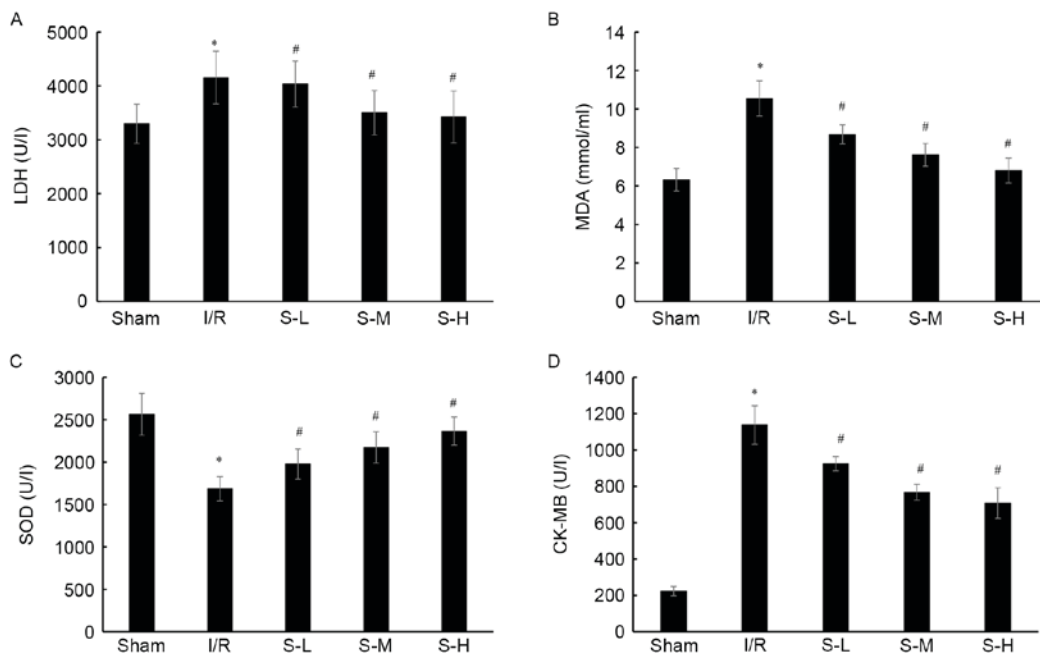 A
LDH (U/l)
5000
4000
3000
2000
1000
0
* # # #
Sham I/R S-L S-M S-H
B
MDA (mmol/ml)
14
12
10
8
6
4
2
0
* # # #
Sham I/R S-L S-M S-H
C
SOD (U/l)
3000
2500
2000
1500
1000
500
0
* # # #
Sham I/R S-L S-M S-H
D
CK-MB (U/l)
1400
1200
1000
800
600
400
200
0
* # # #
Sham I/R S-L S-M S-H